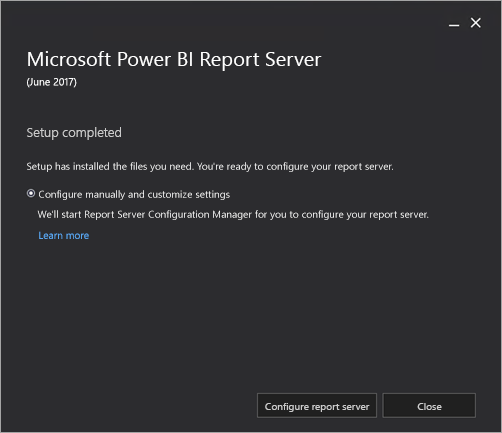 Microsoft Power BI Report Server
(June 2017)
Setup completed
Setup has installed the files you need. You're ready to configure your report server.
Configure manually and customize settings
We'll start Report Server Configuration Manager for you to configure your report server.
Learn more
Configure report server
Close